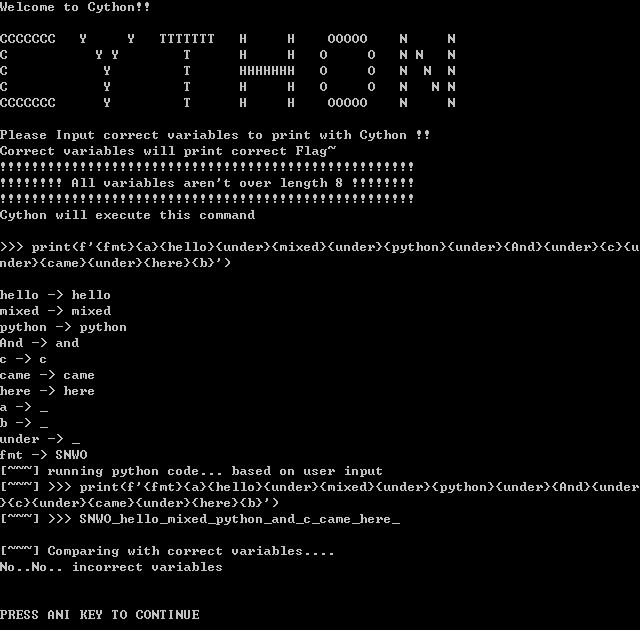 Welcome to Cython!!
CCCCCCC   Y     Y   TTTTTTT   H     H    OOOOO    N     N
C           Y Y        T      H     H   O     O   N N   N
C            Y         T      HHHHHHH   O     O   N  N  N
C            Y         T      H     H   O     O   N   N N
CCCCCCC      Y         T      H     H    OOOOO    N     N
Please Input correct variables to print with Cython !!
Correct variables will print correct Flag~
!!!!!!!!!!!!!!!!!!!!!!!!!!!!!!!!!!!!!!!!!!!!!!!!!!!!
!!!!!!!! All variables aren't over length 8 !!!!!!!!
!!!!!!!!!!!!!!!!!!!!!!!!!!!!!!!!!!!!!!!!!!!!!!!!!!!!
Cython will execute this command
>>> print(f'{fmt}{a}{hello}{under}{mixed}{under}{python}{under}{And}{under}{c}{u
nder}{came}{under}{here}{b}')
hello -> hello
mixed -> mixed
python -> python
And -> and
c -> c
came -> came
here -> here
a -> _
b -> _
under -> _
fmt -> SNWO
[~~~] running python code... based on user input
[~~~] >>> print(f'{fmt}{a}{hello}{under}{mixed}{under}{python}{under}{And}{under
}{c}{under}{came}{under}{here}{b}')
[~~~] >>> SNWO_hello_mixed_python_and_c_came_here_
[~~~] Comparing with correct variables....
No..No.. incorrect variables
PRESS ANI KEY TO CONTINUE